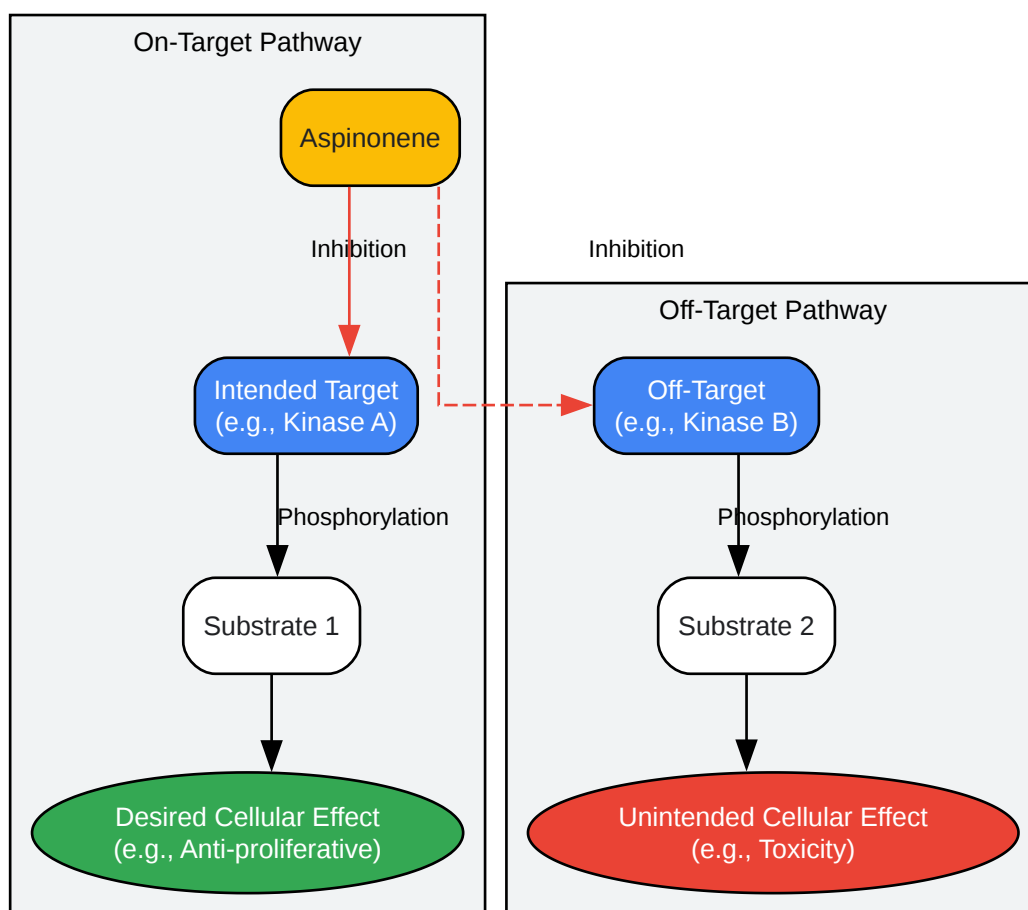 On-Target Pathway
Aspinonene
Inhibition
Inhibition
Off-Target Pathway
Intended Target
(e.g., Kinase A)
Off-Target
(e.g., Kinase B)
Phosphorylation
Phosphorylation
Substrate 1
Substrate 2
Desired Cellular Effect
(e.g., Anti-proliferative)
Unintended Cellular Effect
(e.g., Toxicity)